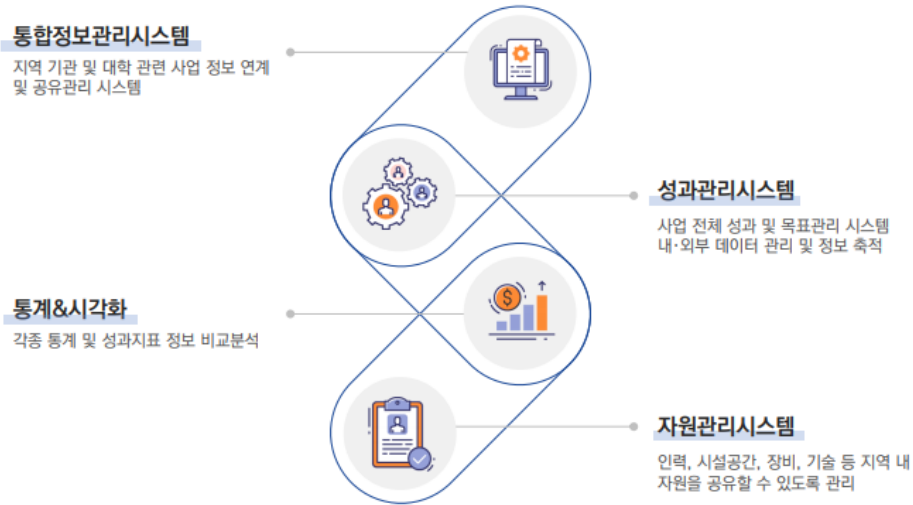 통합정보관리시스템
지역 기관 및 대학 관련 사업 정보 연계
및 공유관리 시스템
성과관리시스템
사업 전체 성과 및 목표관리 시스템
내·외부 데이터 관리 및 정보 축적
통계&시각화
각종 통계 및 성과지표 정보 비교분석
$
자원관리시스템
인력, 시설공간, 장비, 기술 등 지역 내
자원을 공유할 수 있도록 관리